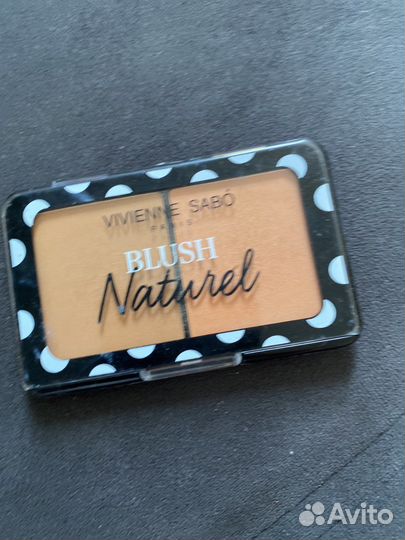 VIVIENNE SABÓ
PARIS
BLUSH
Naturel
Avito